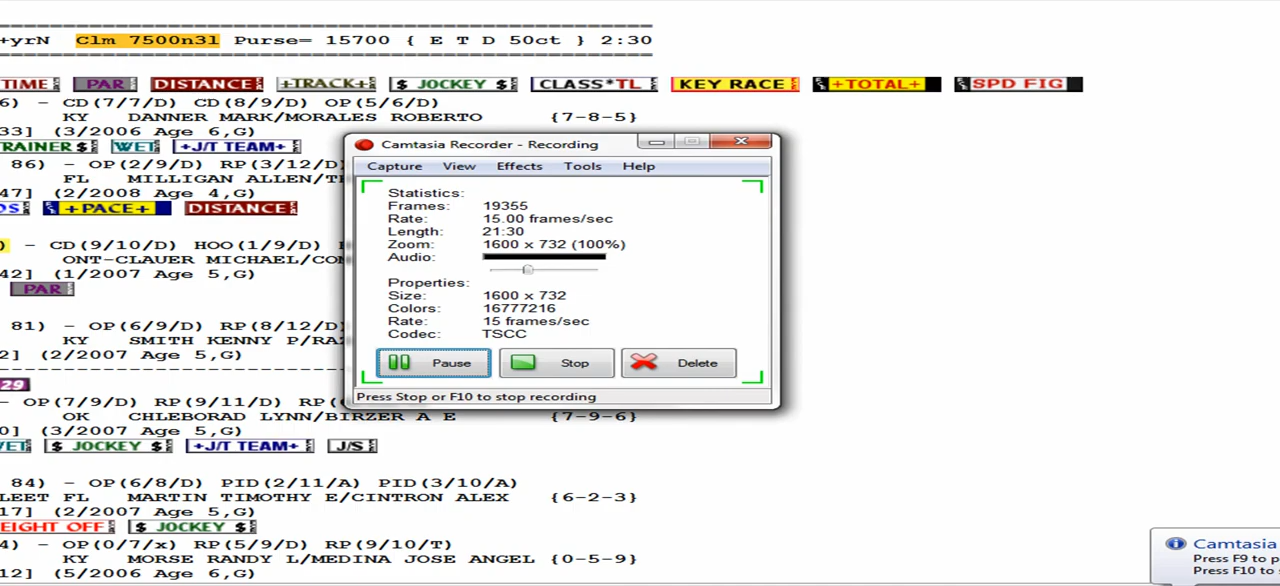 +yrN Clm 7500n31 Purse= 15700 { E T D 50ct } 2:30
TIME PAR DISTANCE +TRACK+ $ JOCKEY $ CLASS*TL KEY RACE +TOTAL+ SPD FIG
6) - CD(7/7/D) CD(8/9/D) OP(5/6/D)
KY DANNER MARK/MORALES ROBERTO {7-8-5}
33] (3/2006 Age 6,G)
TRAINER $ WET +J/T TEAM+
86) - OP(2/9/D) RP(3/12/D)
FL MILLIGAN ALLEN/T
47] (2/2008 Age 4,G)
DS +PACE+ DISTANCE
) - CD(9/10/D) HOO(1/9/D)
ONT-CLAUER MICHAEL/CON
42] (1/2007 Age 5,G)
PAR
81) - OP(6/9/D) RP(8/12/D)
KY SMITH KENNY P/RAZ
2] (2/2007 Age 5,G)
29
- OP(7/9/D) RP(9/11/D) RP(
OK CHLEBORAD LYNN/BIRZER A E {7-9-6}
0] (3/2007 Age 5,G)
WET $ JOCKEY $ +J/T TEAM+ J/S
84) - OP(6/8/D) PID(2/11/A) PID(3/10/A)
LEET FL MARTIN TIMOTHY E/CINTRON ALEX {6-2-3}
17] (2/2007 Age 5,G)
EIGHT OFF $ JOCKEY $
4) - OP(0/7/x) RP(5/9/D) RP(9/10/T)
KY MORSE RANDY L/MEDINA JOSE ANGEL {0-5-9}
12] (5/2006 Age 6,G)
Camtasia Recorder - Recording
Capture View Effects Tools Help
Statistics:
Frames: 19355
Rate: 15.00 frames/sec
Length: 21:30
Zoom: 1600 x 732 (100%)
Audio:
Properties:
Size: 1600 x 732
Colors: 16777216
Rate: 15 frames/sec
Codec: TSCC
Pause Stop Delete
Press Stop or F10 to stop recording
Camtasia
Press F9 to p
Press F10 to s